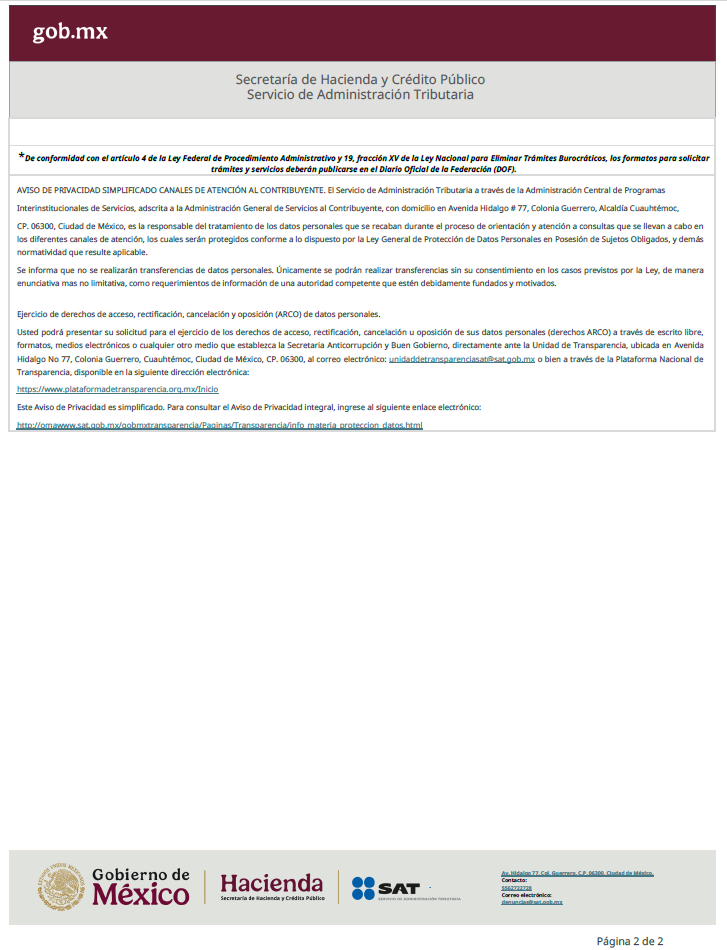 gob.mx
Secretaría de Hacienda y Crédito Público
Servicio de Administración Tributaria
*De conformidad con el artículo 4 de la Ley Federal de Procedimiento Administrativo y 19, fracción XV de la Ley Nacional para Eliminar Trámites Burocráticos, los formatos para solicitar
trámites y servicios deberán publicarse en el Diario Oficial de la Federación (DOF).
AVISO DE PRIVACIDAD SIMPLIFICADO CANALES DE ATENCIÓN AL CONTRIBUYENTE. El Servicio de Administración Tributaria a través de la Administración Central de Programas
Interinstitucionales de Servicios, adscrita a la Administración General de Servicios al Contribuyente, con domicilio en Avenida Hidalgo # 77, Colonia Guerrero, Alcaldía Cuauhtémoc,
CP. 06300, Ciudad de México, es la responsable del tratamiento de los datos personales que se recaban durante el proceso de orientación y atención a consultas que se llevan a cabo en
los diferentes canales de atención, los cuales serán protegidos conforme a lo dispuesto por la Ley General de Protección de Datos Personales en Posesión de Sujetos Obligados, y demás
normatividad que resulte aplicable.
Se informa que no se realizarán transferencias de datos personales. Únicamente se podrán realizar transferencias sin su consentimiento en los casos previstos por la Ley, de manera
enunciativa mas no limitativa, como requerimientos de información de una autoridad competente que estén debidamente fundados y motivados.
Ejercicio de derechos de acceso, rectificación, cancelación y oposición (ARCO) de datos personales.
Usted podrá presentar su solicitud para el ejercicio de los derechos de acceso, rectificación, cancelación u oposición de sus datos personales (derechos ARCO) a través de escrito libre,
formatos, medios electrónicos o cualquier otro medio que establezca la Secretaria Anticorrupción y Buen Gobierno, directamente ante la Unidad de Transparencia, ubicada en Avenida
Hidalgo No 77, Colonia Guerrero, Cuauhtémoc, Ciudad de México, CP. 06300, al correo electrónico: unidaddetransparenciasat@sat.gob.mx o bien a través de la Plataforma Nacional de
Transparencia, disponible en la siguiente dirección electrónica:
https://www.plataformadetransparencia.org.mx/Inicio
Este Aviso de Privacidad es simplificado. Para consultar el Aviso de Privacidad integral, ingrese al siguiente enlace electrónico:
http://omawww.sat.gob.mx/gobmxtransparencia/Paginas/Transparencia/info_materia_proteccion_datos.html
Gobierno de
México
Hacienda
Secretaría de Hacienda y Crédito Público
SAT
SERVICIO DE ADMINISTRACIÓN TRIBUTARIA
Av. Hidalgo 77, Col. Guerrero, C.P. 06300, Ciudad de México.
Contacto:
5562722728
Correo electrónico:
denuncias@sat.gob.mx
Página 2 de 2